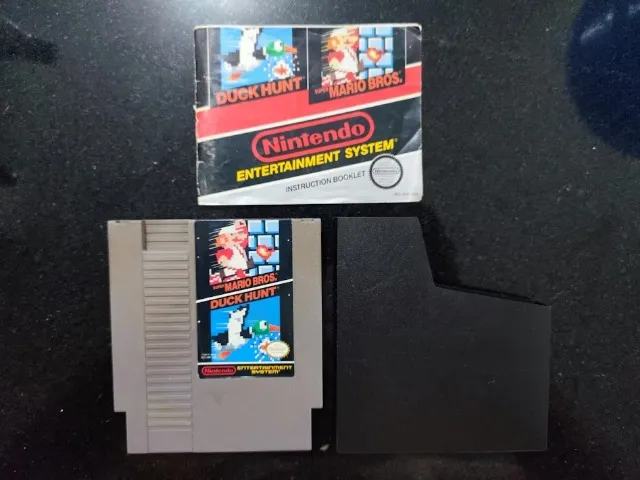 DUCK HUNT
SUPER MARIO BROS.
Nintendo
ENTERTAINMENT SYSTEM
INSTRUCTION BOOKLET
SUPER
MARIO BROS.
DUCK HUNT
Nintendo
ENTERTAINMENT
SYSTEM